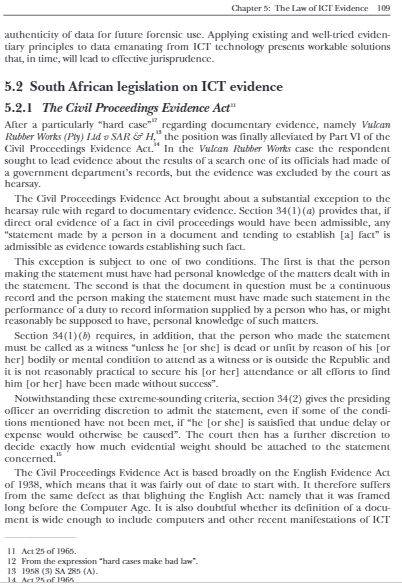 Chapter 5: The Law of ICT Evidence 109
authenticity of data for future forensic use. Applying existing and well-tried eviden-
tiary principles to data emanating from ICT technology presents workable solutions
that, in time, will lead to effective jurisprudence.
5.2 South African legislation on ICT evidence
5.2.1 The Civil Proceedings Evidence Act11
After a particularly “hard case”12 regarding documentary evidence, namely Vulcan
Rubber Works (Pty) Ltd v SAR & H,13 the position was finally alleviated by Part VI of the
Civil Proceedings Evidence Act.14 In the Vulcan Rubber Works case the respondent
sought to lead evidence about the results of a search one of its officials had made of
a government department’s records, but the evidence was excluded by the court as
hearsay.
The Civil Proceedings Evidence Act brought about a substantial exception to the
hearsay rule with regard to documentary evidence. Section 34(1)(a) provides that, if
direct oral evidence of a fact in civil proceedings would have been admissible, any
“statement made by a person in a document and tending to establish [a] fact” is
admissible as evidence towards establishing such fact.
This exception is subject to one of two conditions. The first is that the person
making the statement must have had personal knowledge of the matters dealt with in
the statement. The second is that the document in question must be a continuous
record and the person making the statement must have made such statement in the
performance of a duty to record information supplied by a person who has, or might
reasonably be supposed to have, personal knowledge of such matters.
Section 34(1)(b) requires, in addition, that the person who made the statement
must be called as a witness “unless he [or she] is dead or unfit by reason of his [or
her] bodily or mental condition to attend as a witness or is outside the Republic and
it is not reasonably practical to secure his [or her] attendance or all efforts to find
him [or her] have been made without success”.
Notwithstanding these extreme-sounding criteria, section 34(2) gives the presiding
officer an overriding discretion to admit the statement, even if some of the condi-
tions mentioned have not been met, if “he [or she] is satisfied that undue delay or
expense would otherwise be caused”. The court then has a further discretion to
decide exactly how much evidential weight should be attached to the statement
concerned.15
The Civil Proceedings Evidence Act is based broadly on the English Evidence Act
of 1938, which means that it was fairly out of date to start with. It therefore suffers
from the same defect as that blighting the English Act: namely that it was framed
long before the Computer Age. It is also doubtful whether its definition of a docu-
ment is wide enough to include computers and other recent manifestations of ICT
11 Act 25 of 1965.
12 From the expression “hard cases make bad law”.
13 1958 (3) SA 285 (A).
14 Act 25 of 1965